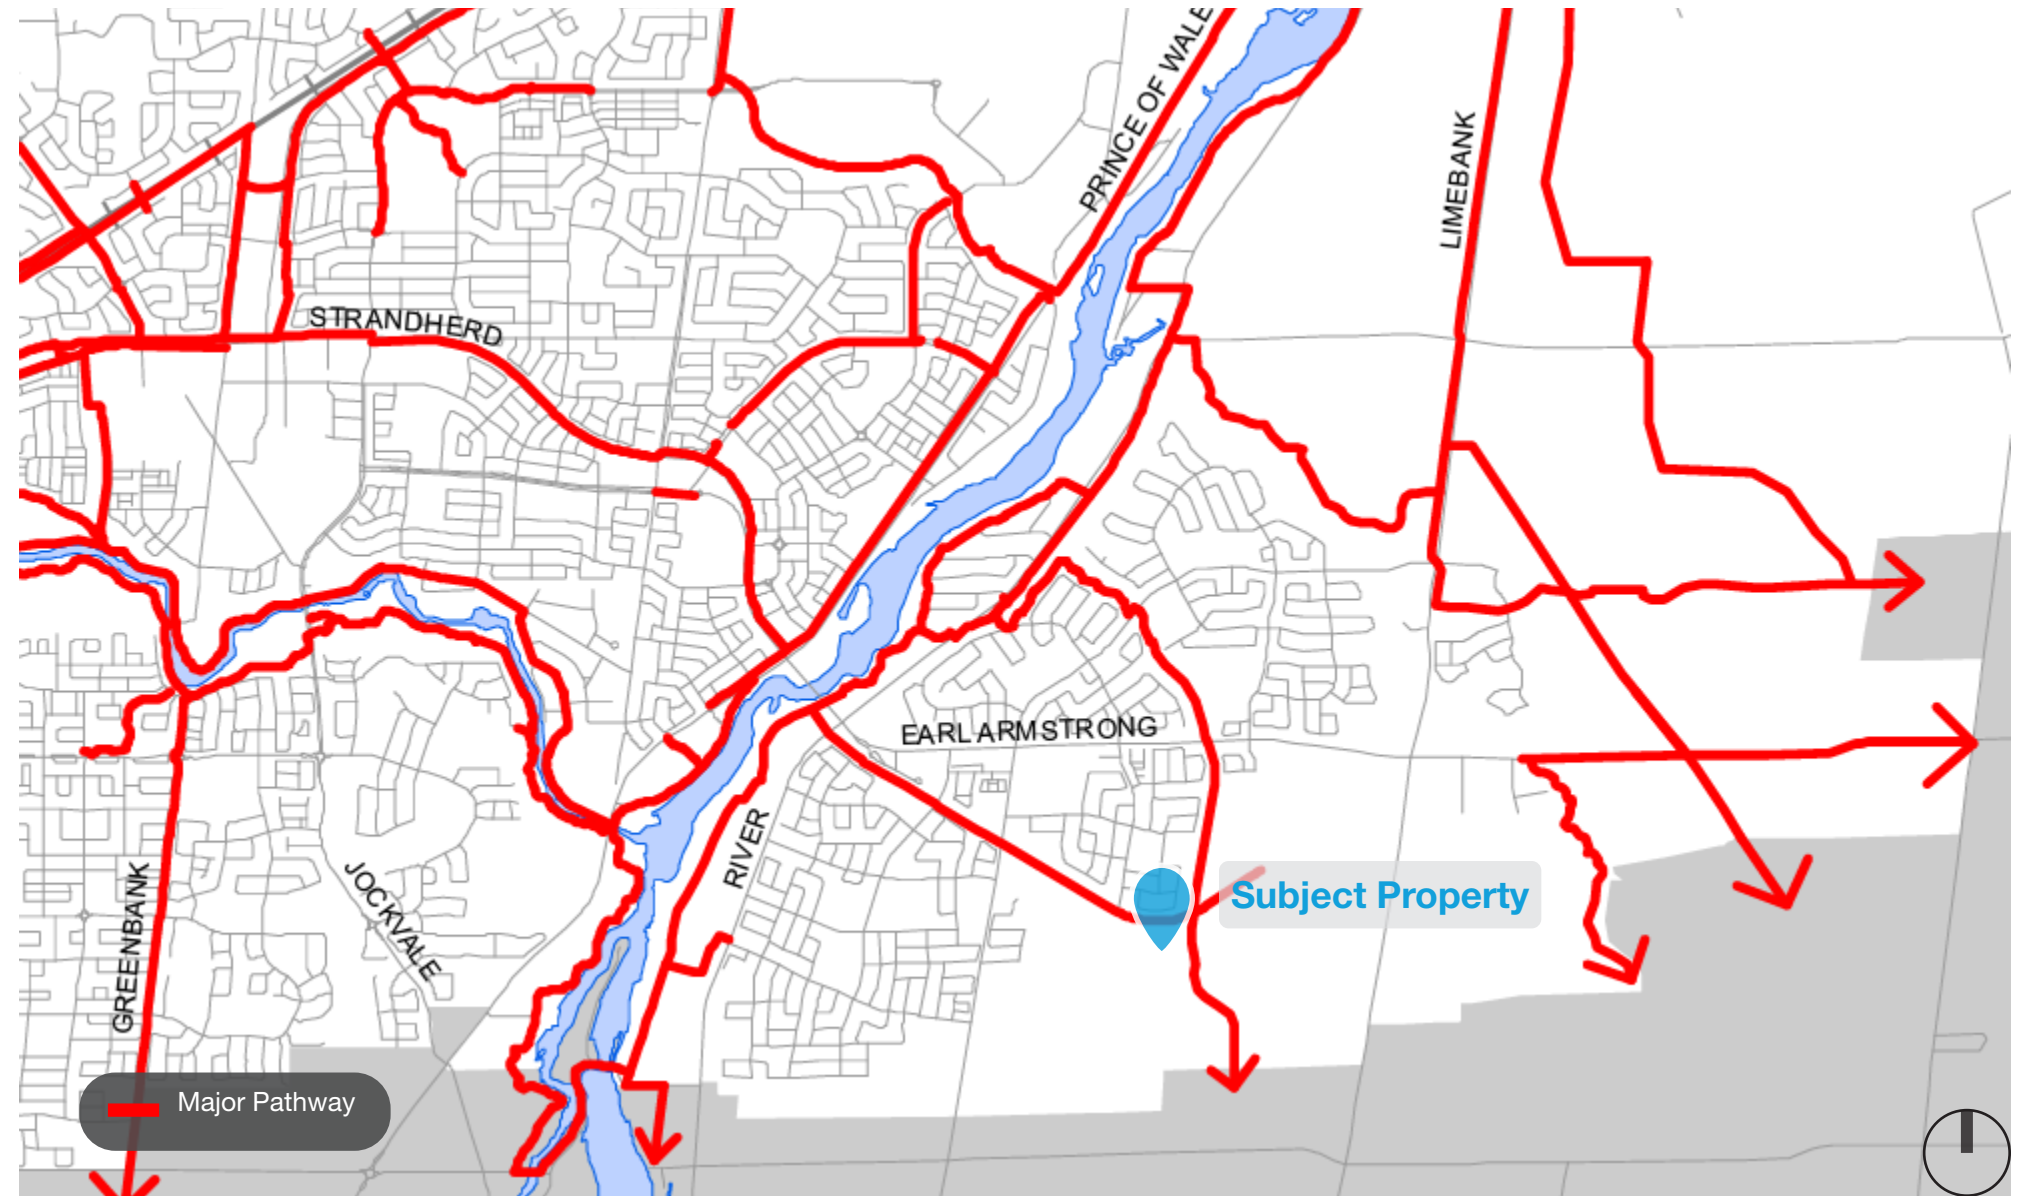 PRINCE OF WALE
LIMEBANK
STRANDHERD
EARL ARMSTRONG
RIVER
JOCKVALE
GREENBANK
Subject Property
Major Pathway